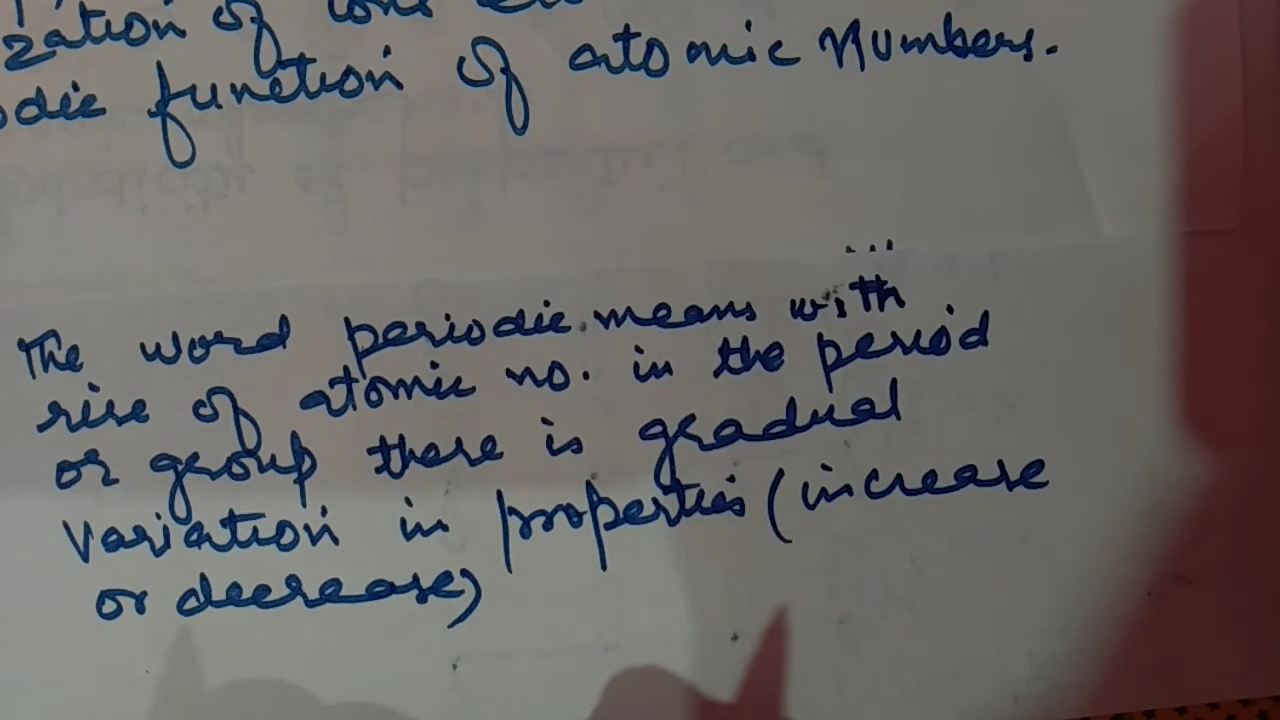 zation of ions
odic function of atomic Numbers.
The word periodic means with
rise of atomic no. in the period
or group there is gradual
Variation in properties (increase
or decrease)